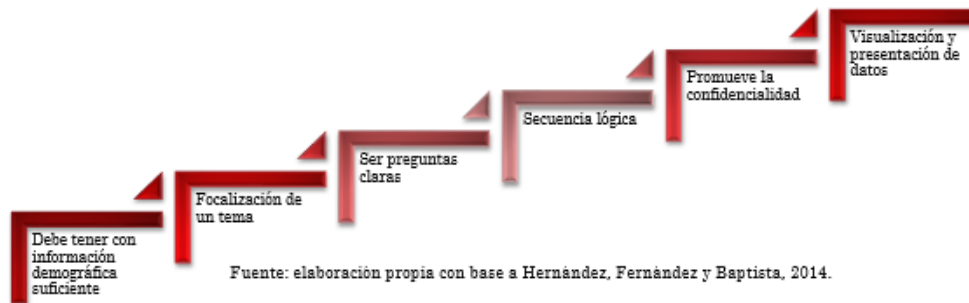 Debe tener con
información
demográfica
suficiente
Focalización de
un tema
Ser preguntas
claras
Secuencia lógica
Promueve la
confidencialidad
Visualización y
presentación de
datos
Fuente: elaboración propia con base a Hernández, Fernández y Baptista, 2014.